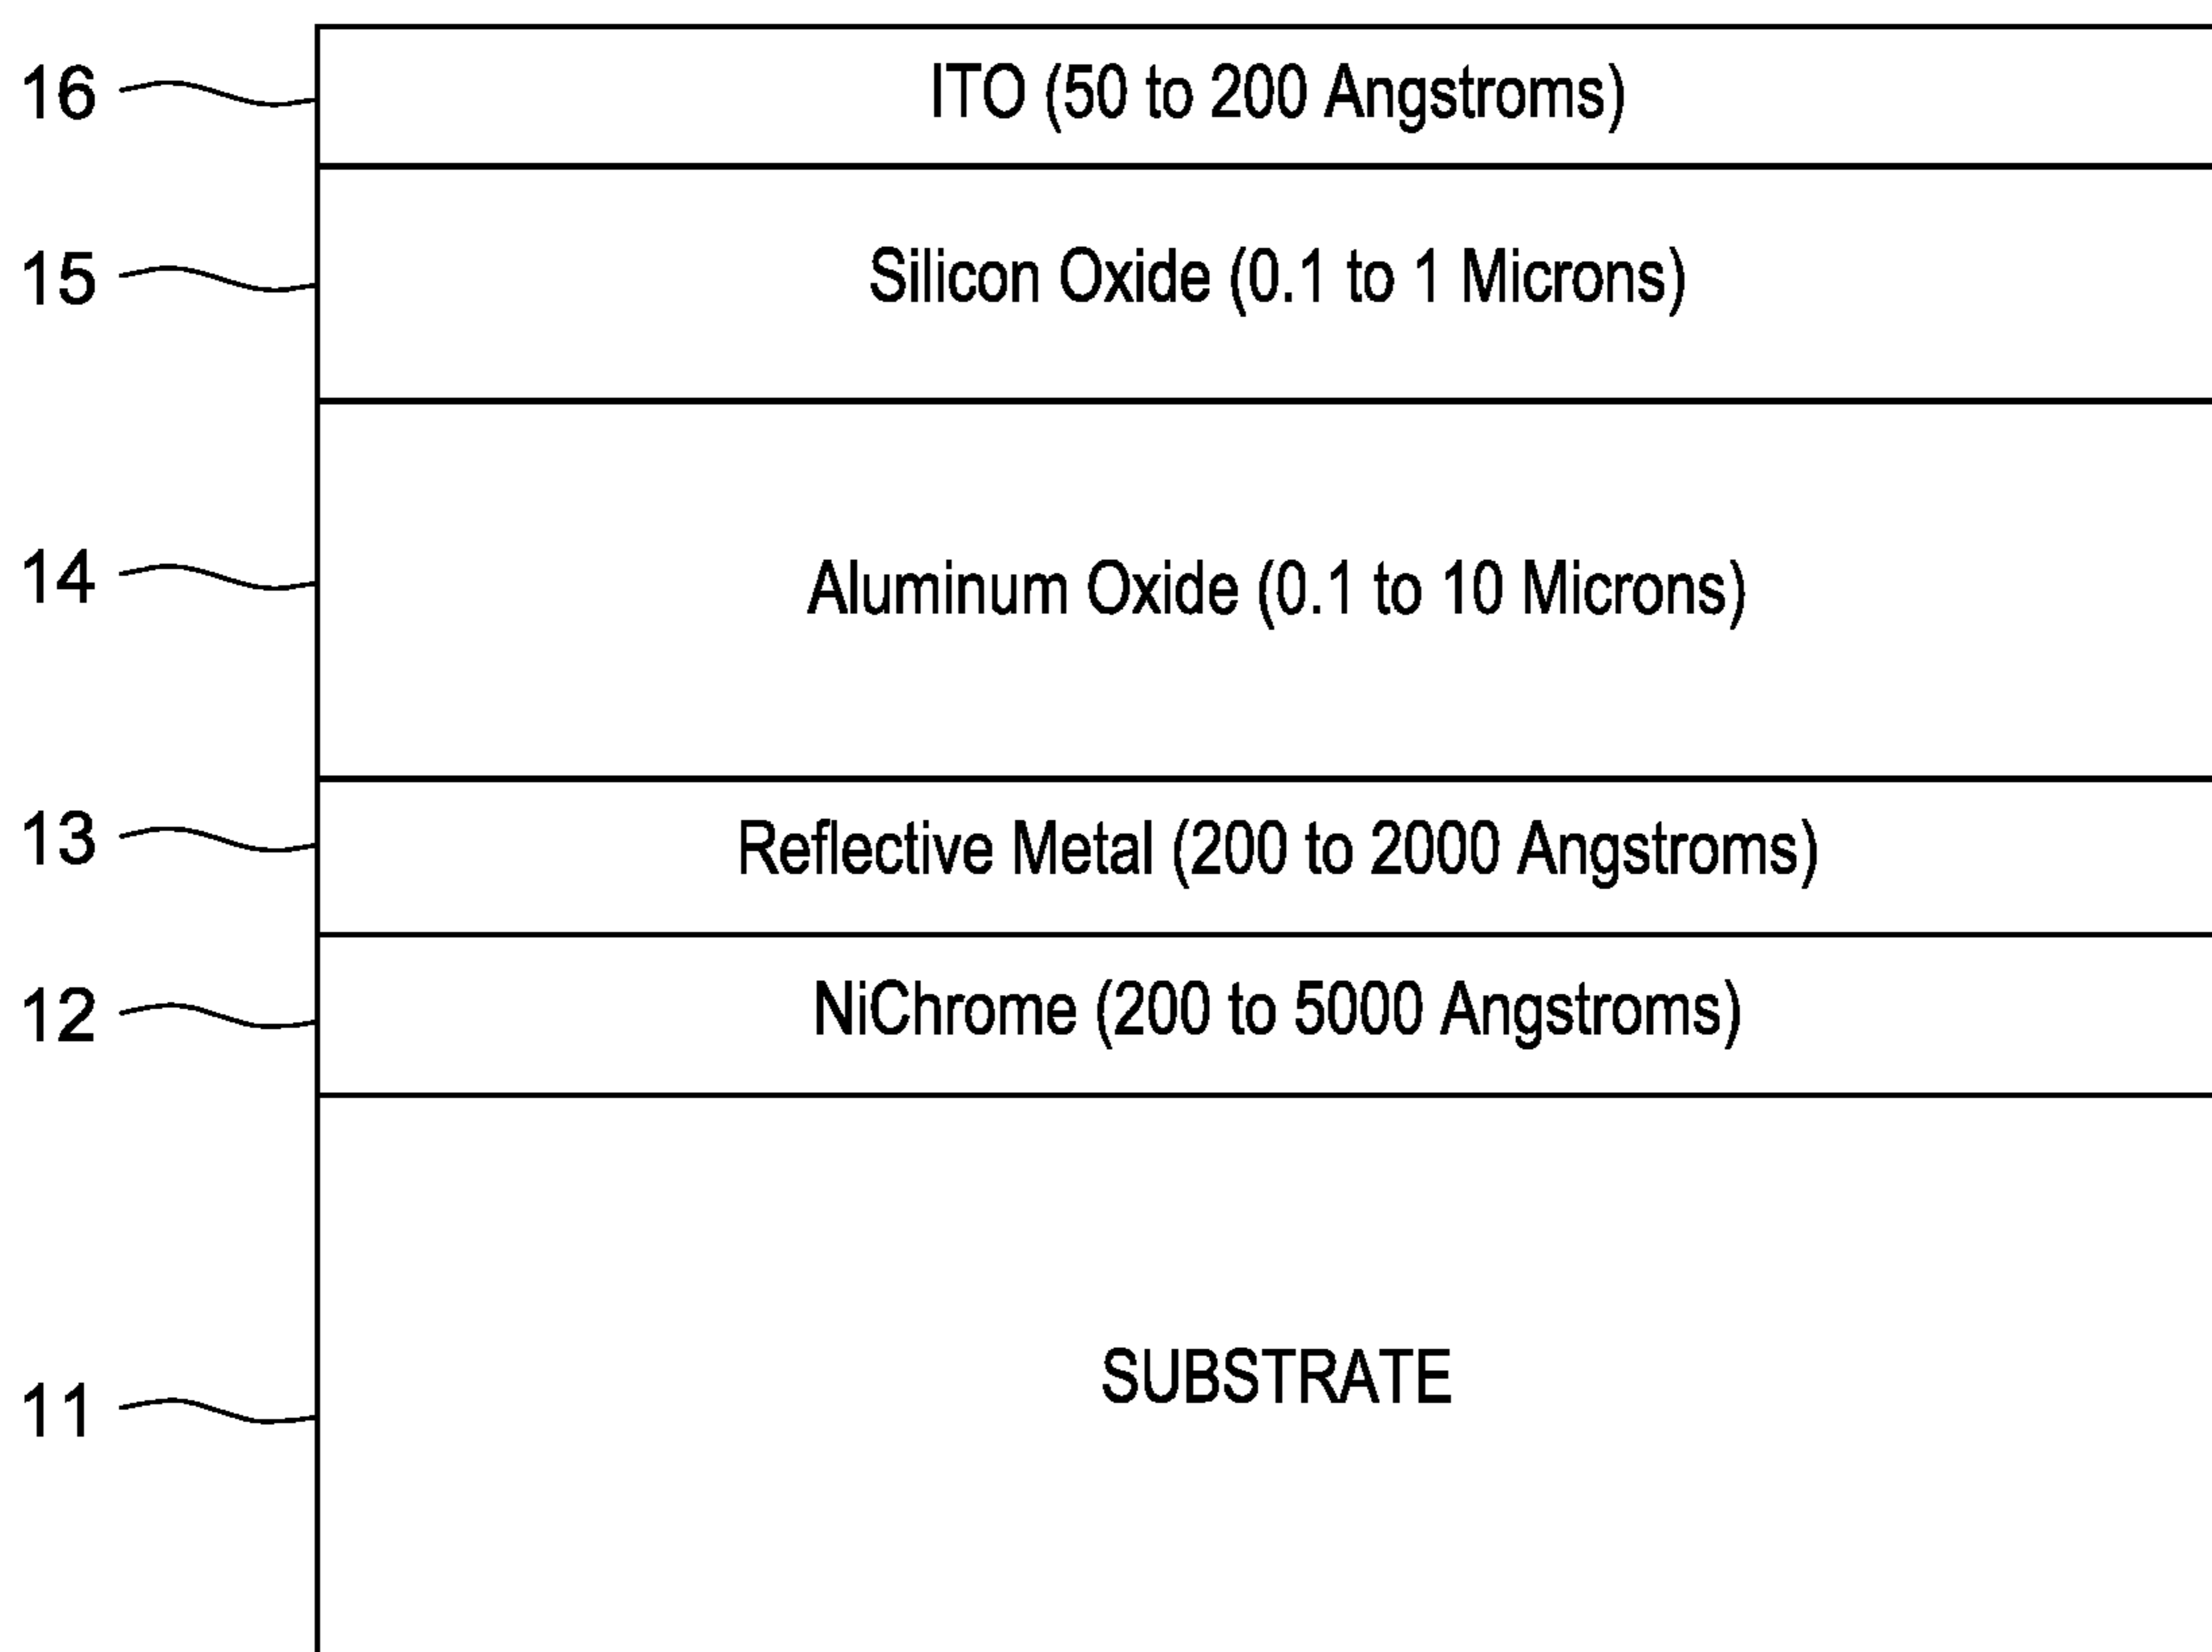 16 ITO (50 to 200 Angstroms)
15 Silicon Oxide (0.1 to 1 Microns)
14 Aluminum Oxide (0.1 to 10 Microns)
13 Reflective Metal (200 to 2000 Angstroms)
12 NiChrome (200 to 5000 Angstroms)
11 SUBSTRATE